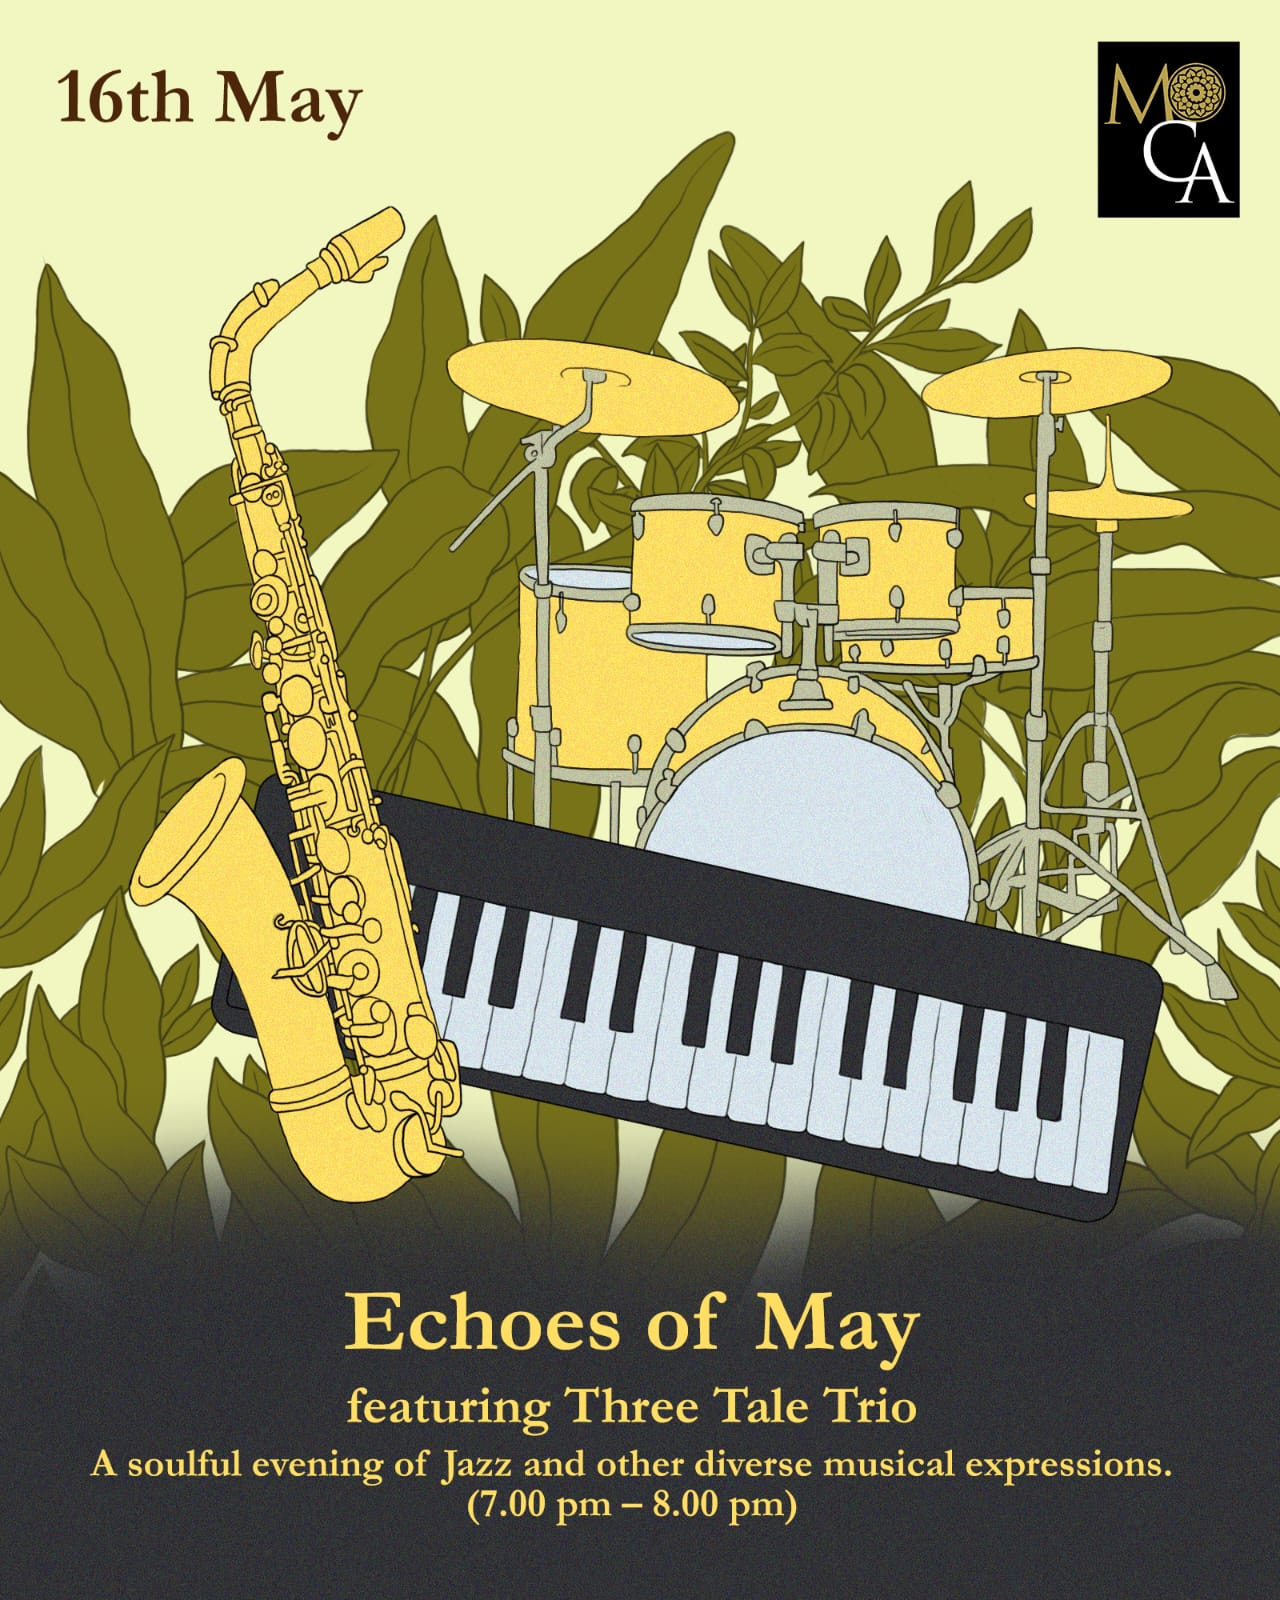 16th May
MOCA
Echoes of May
featuring Three Tale Trio
A soulful evening of Jazz and other diverse musical expressions.
(7.00 pm – 8.00 pm)